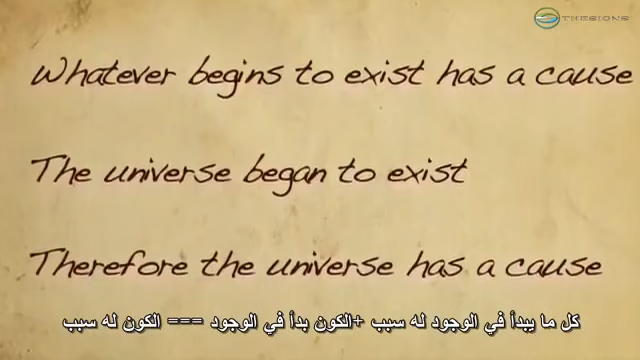 THESIONS
Whatever begins to exist has a cause
The universe began to exist
Therefore the universe has a cause
كل ما يبدأ في الوجود له سبب +الكون بدأ في الوجود === الكون له سبب